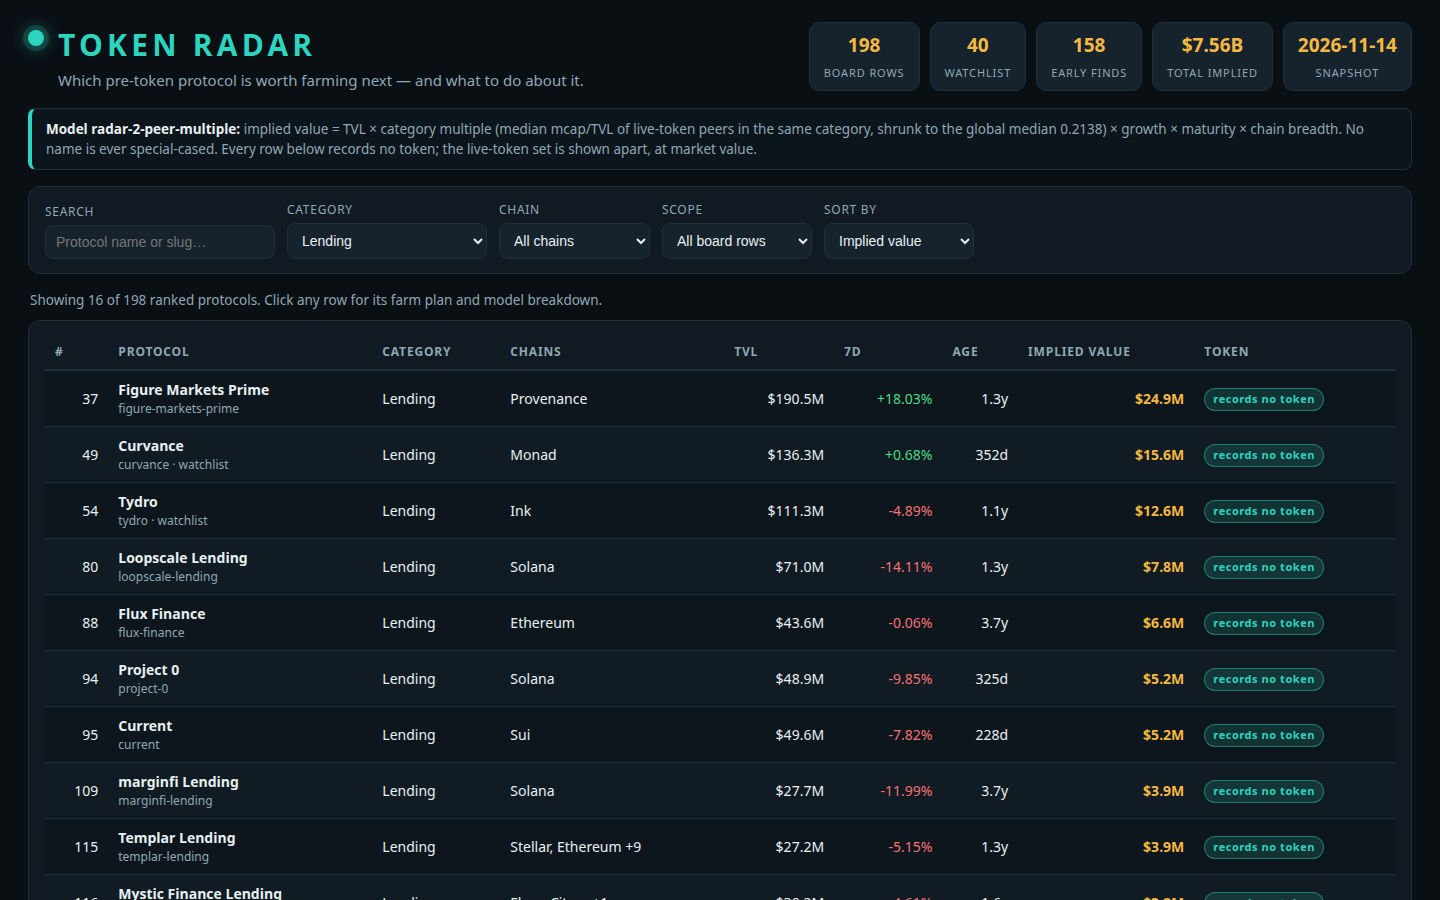 TOKEN RADAR
Which pre-token protocol is worth farming next — and what to do about it.
198
BOARD ROWS
40
WATCHLIST
158
EARLY FINDS
$7.56B
TOTAL IMPLIED
2026-11-14
SNAPSHOT
Model radar-2-peer-multiple: implied value = TVL × category multiple (median mcap/TVL of live-token peers in the same category, shrunk to the global median 0.2138) × growth × maturity × chain breadth. No
name is ever special-cased. Every row below records no token; the live-token set is shown apart, at market value.
SEARCH CATEGORY CHAIN SCOPE SORT BY
Protocol name or slug… Lending All chains All board rows Implied value
Showing 16 of 198 ranked protocols. Click any row for its farm plan and model breakdown.
# PROTOCOL CATEGORY CHAINS TVL 7D AGE IMPLIED VALUE TOKEN
37 Figure Markets Prime Lending Provenance $190.5M +18.03% 1.3y $24.9M records no token
figure-markets-prime
49 Curvance Lending Monad $136.3M +0.68% 352d $15.6M records no token
curvance · watchlist
54 Tydro Lending Ink $111.3M -4.89% 1.1y $12.6M records no token
tydro · watchlist
80 Loopscale Lending Lending Solana $71.0M -14.11% 1.3y $7.8M records no token
loopscale-lending
88 Flux Finance Lending Ethereum $43.6M -0.06% 3.7y $6.6M records no token
flux-finance
94 Project 0 Lending Solana $48.9M -9.85% 325d $5.2M records no token
project-0
95 Current Lending Sui $49.6M -7.82% 228d $5.2M records no token
current
109 marginfi Lending Lending Solana $27.7M -11.99% 3.7y $3.9M records no token
marginfi-lending
115 Templar Lending Lending Stellar, Ethereum +9 $27.2M -5.15% 1.3y $3.9M records no token
templar-lending
Mystic Finance Lending